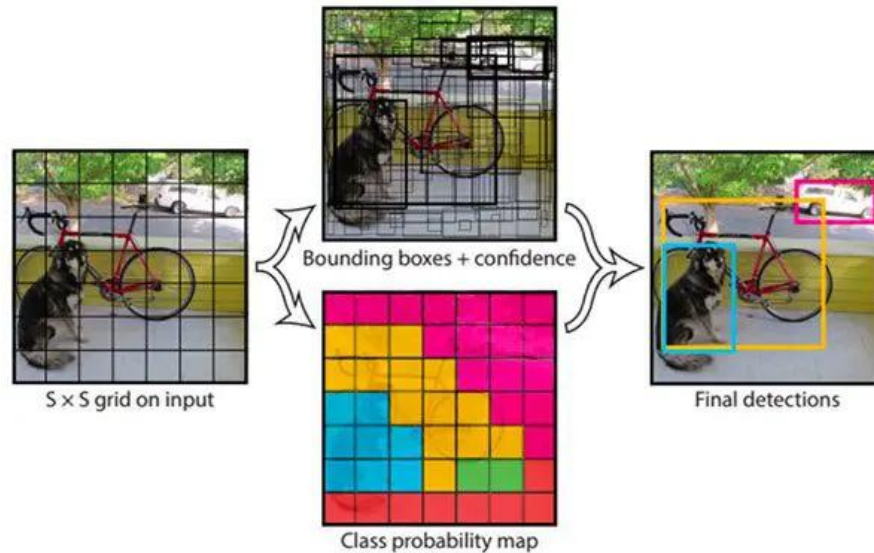 S × S grid on input
Bounding boxes + confidence
Class probability map
Final detections